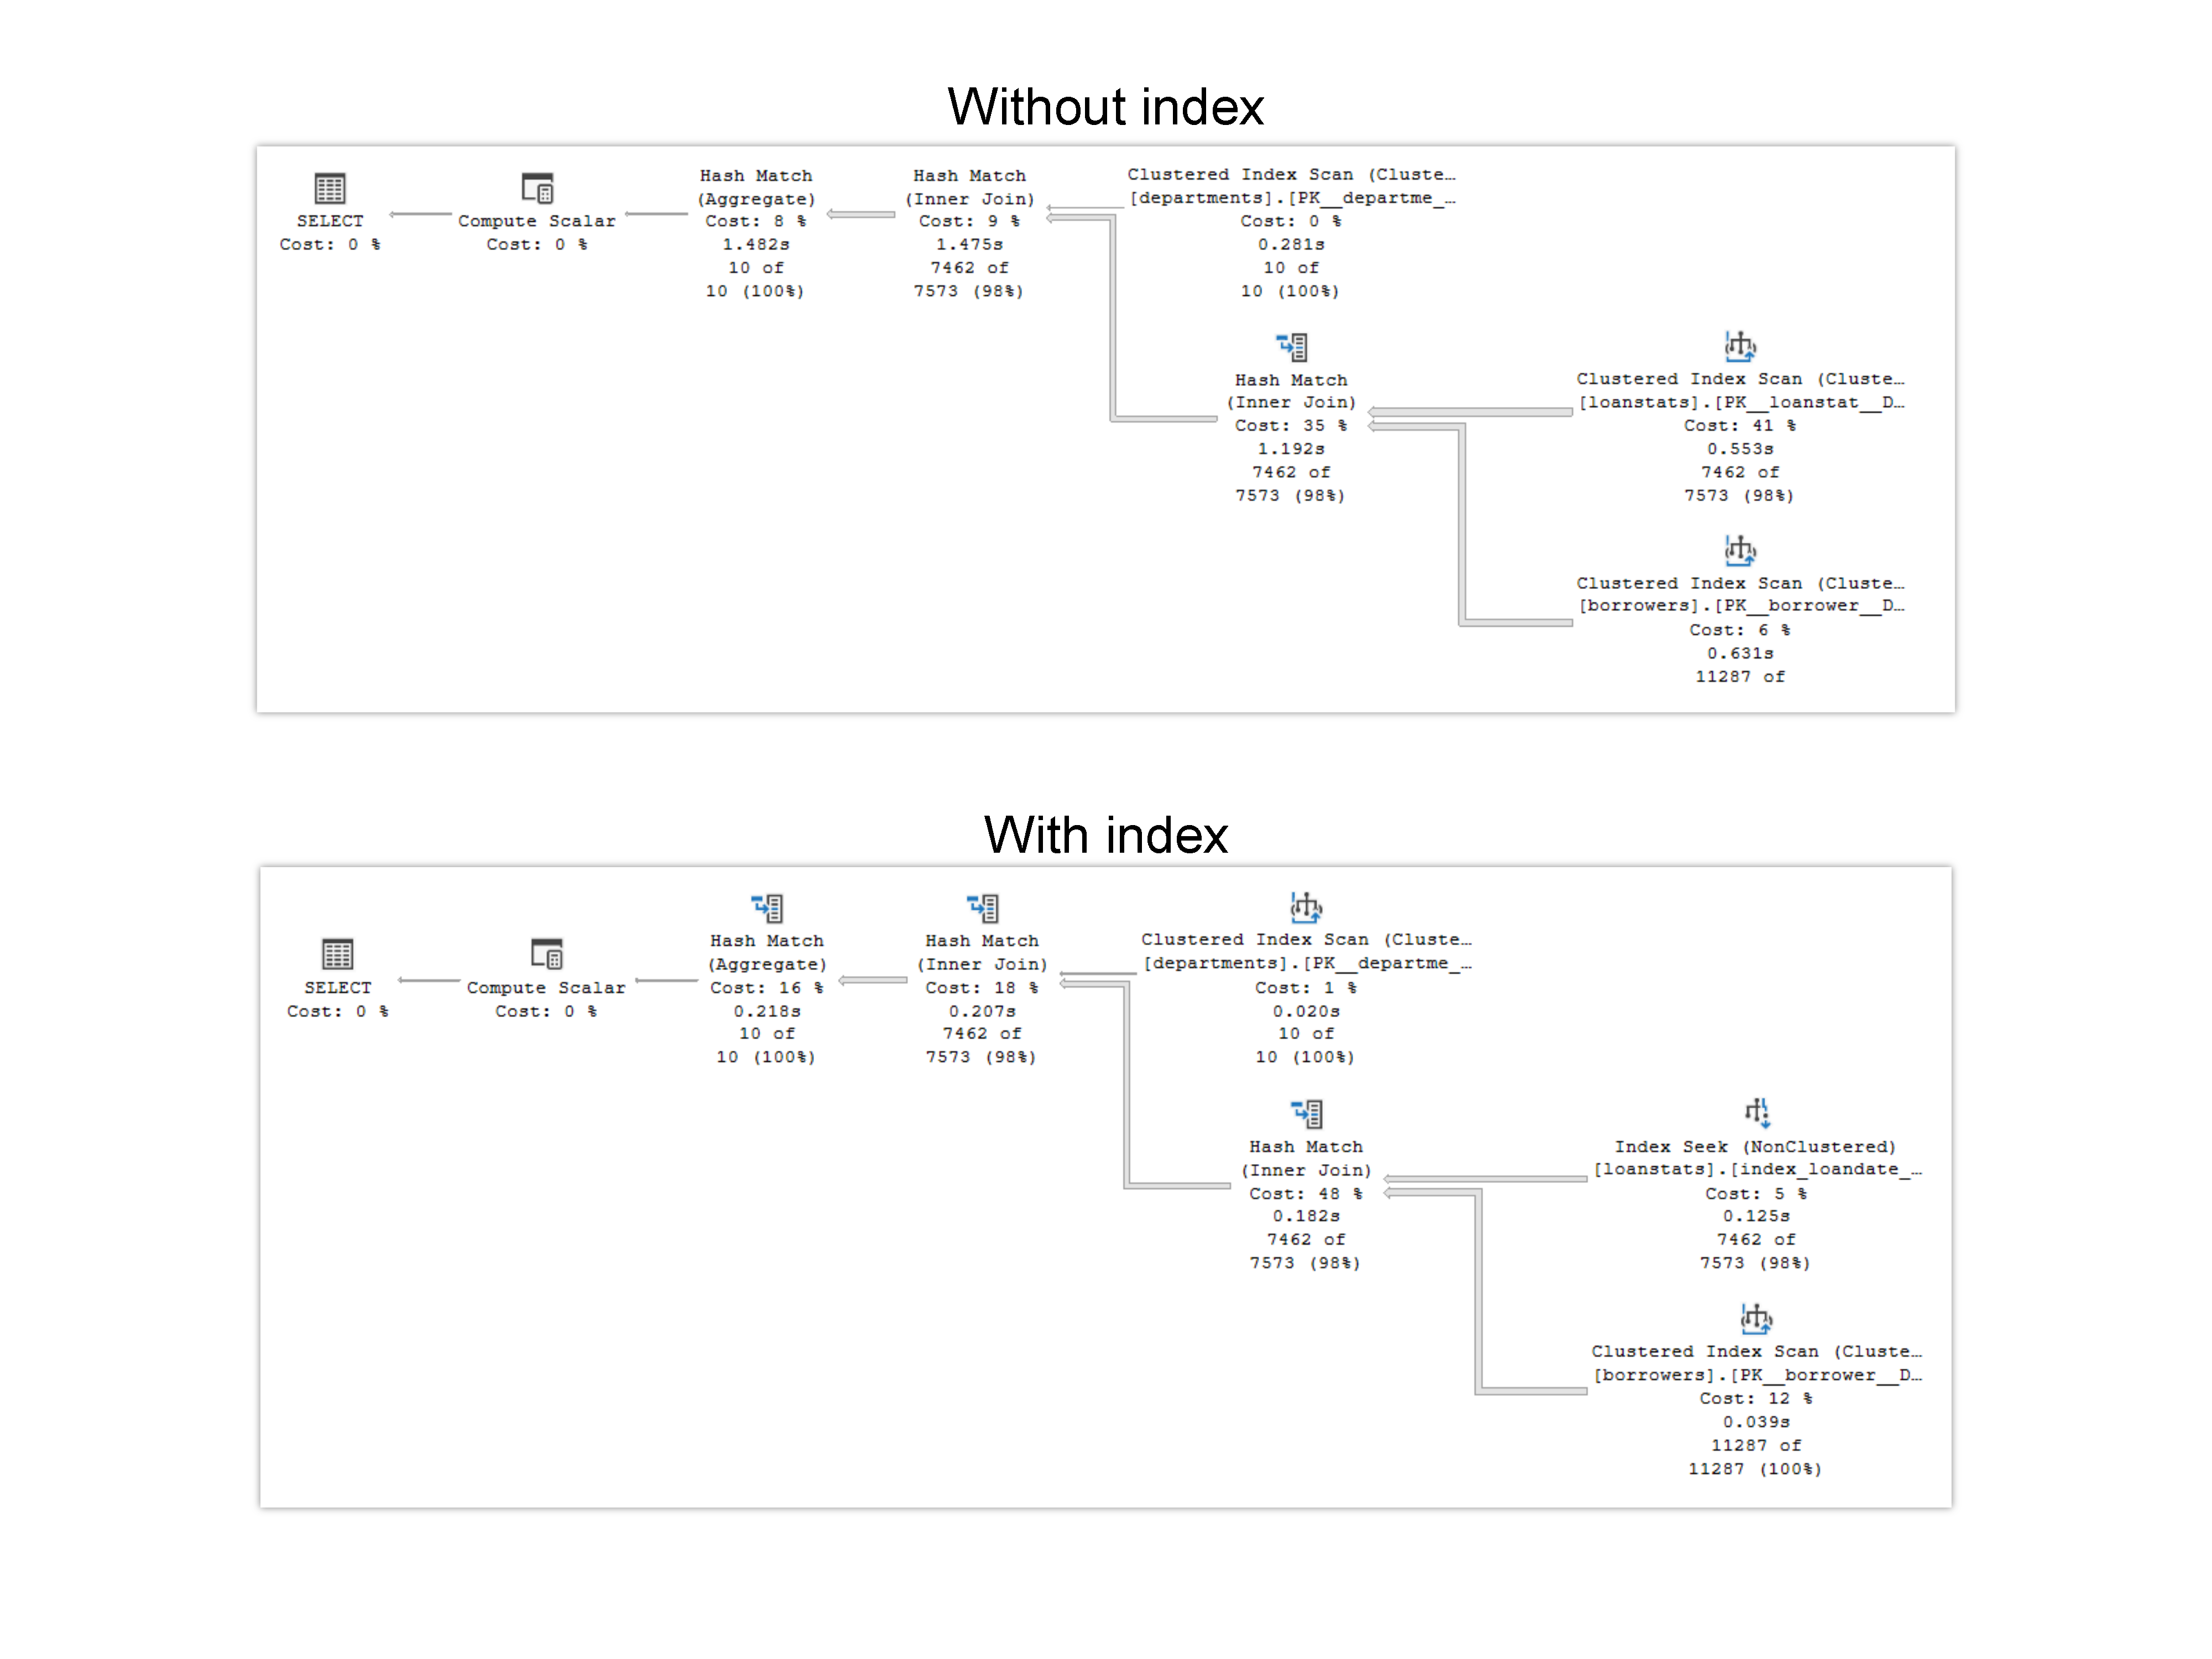 Without index
SELECT
Cost: 0 %
Compute Scalar
Cost: 0 %
Hash Match
(Aggregate)
Cost: 8 %
1.482s
10 of
10 (100%)
Hash Match
(Inner Join)
Cost: 9 %
1.475s
7462 of
7573 (98%)
Clustered Index Scan (Cluste…
[departments].[PK__departme_…
Cost: 0 %
0.281s
10 of
10 (100%)
Hash Match
(Inner Join)
Cost: 35 %
1.192s
7462 of
7573 (98%)
Clustered Index Scan (Cluste…
[loanstats].[PK__loanstat__D…
Cost: 41 %
0.553s
7462 of
7573 (98%)
Clustered Index Scan (Cluste…
[borrowers].[PK__borrower__D…
Cost: 6 %
0.631s
11287 of
With index
SELECT
Cost: 0 %
Compute Scalar
Cost: 0 %
Hash Match
(Aggregate)
Cost: 16 %
0.218s
10 of
10 (100%)
Hash Match
(Inner Join)
Cost: 18 %
0.207s
7462 of
7573 (98%)
Clustered Index Scan (Cluste…
[departments].[PK__departme_…
Cost: 1 %
0.020s
10 of
10 (100%)
Hash Match
(Inner Join)
Cost: 48 %
0.182s
7462 of
7573 (98%)
Index Seek (NonClustered)
[loanstats].[index_loandate_…
Cost: 5 %
0.125s
7462 of
7573 (98%)
Clustered Index Scan (Cluste…
[borrowers].[PK__borrower__D…
Cost: 12 %
0.039s
11287 of
11287 (100%)